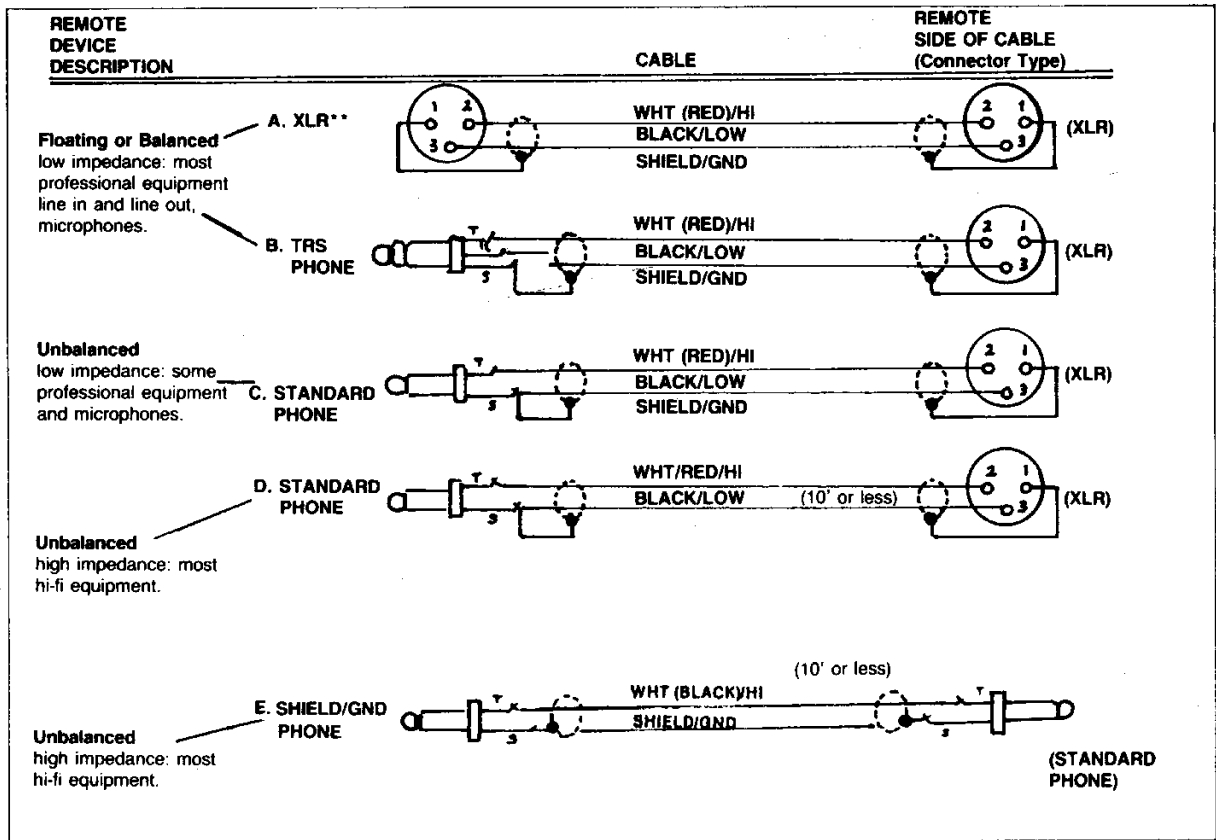 REMOTE
DEVICE
DESCRIPTION
CABLE
REMOTE
SIDE OF CABLE
(Connector Type)
Floating or Balanced
low impedance: most
professional equipment
line in and line out,
microphones.
A. XLR**
1 2
3
WHT (RED)/HI
BLACK/LOW
SHIELD/GND
2 1
3
(XLR)
B. TRS
PHONE
T
S
WHT (RED)/HI
BLACK/LOW
SHIELD/GND
2 1
3
(XLR)
Unbalanced
low impedance: some
professional equipment
and microphones.
C. STANDARD
PHONE
T
S
WHT (RED)/HI
BLACK/LOW
SHIELD/GND
2 1
3
(XLR)
D. STANDARD
PHONE
T
S
WHT/RED/HI
BLACK/LOW
(10' or less)
2 1
3
(XLR)
Unbalanced
high impedance: most
hi-fi equipment.
(10' or less)
E. SHIELD/GND
PHONE
T
S
WHT (BLACK)/HI
SHIELD/GND
T
S
(STANDARD
PHONE)
Unbalanced
high impedance: most
hi-fi equipment.